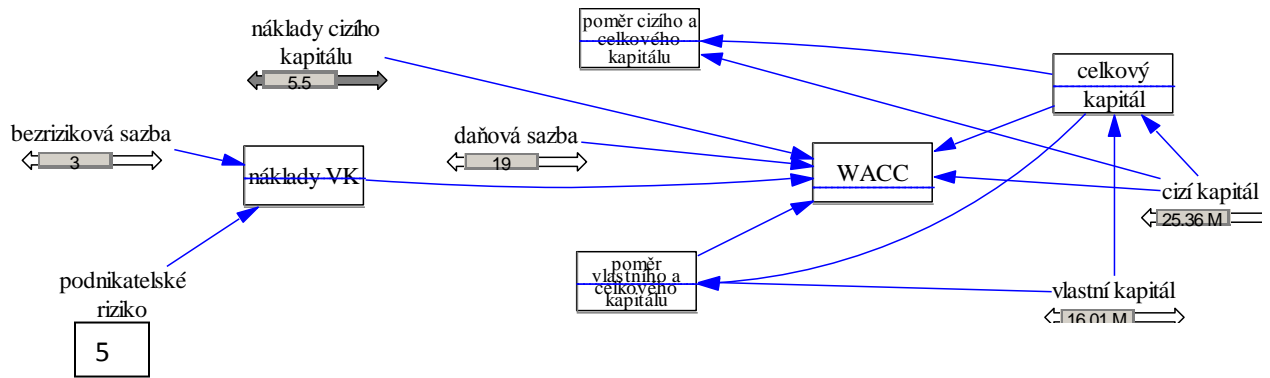 náklady cizího
kapitálu
5.5
bezriziková sazba
3
náklady VK
podnikatelské
riziko
5
daňová sazba
19
poměr cizího a
celkového
kapitálu
WACC
poměr
vlastního a
celkového
kapitálu
celkový
kapitál
cizí kapitál
25.36 M
vlastní kapitál
16.01 M